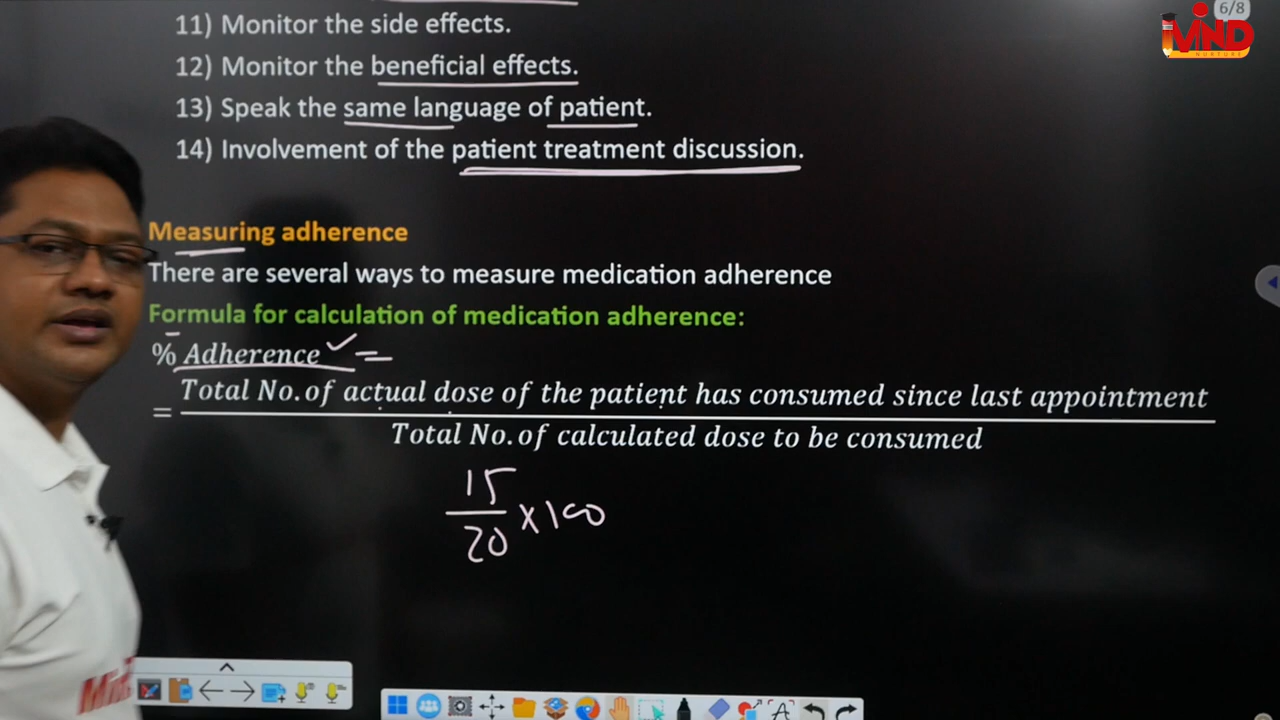 6/8
MIND
NURTURE
11) Monitor the side effects.
12) Monitor the beneficial effects.
13) Speak the same language of patient.
14) Involvement of the patient treatment discussion.
Measuring adherence
There are several ways to measure medication adherence
Formula for calculation of medication adherence:
% Adherence ✓ =
= Total No. of actual dose of the patient has consumed since last appointment
Total No. of calculated dose to be consumed
15
20 × 100